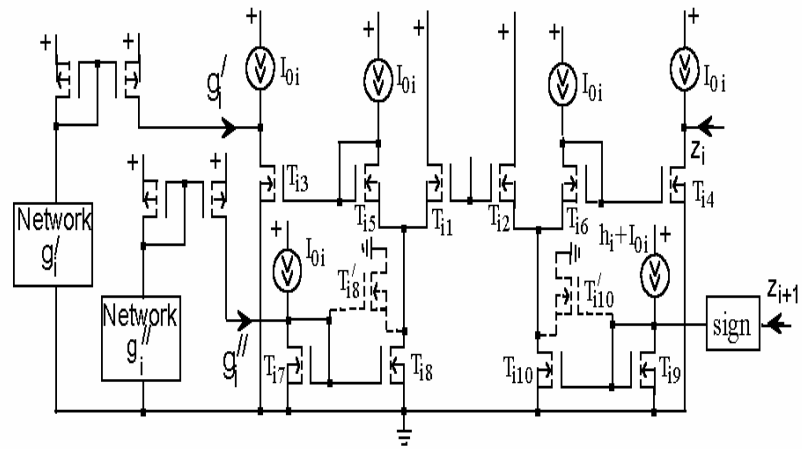 + + + + + + +
g′i I0i I0i I0i I0i
zi
+ + Ti3 Ti5 Ti1 Ti2 Ti6 Ti4
Network g′i
+ I0i hi+I0i +
T′i8 T′i10 zi+1
Network g″i
g″i sign
Ti7 Ti8 Ti10 Ti9